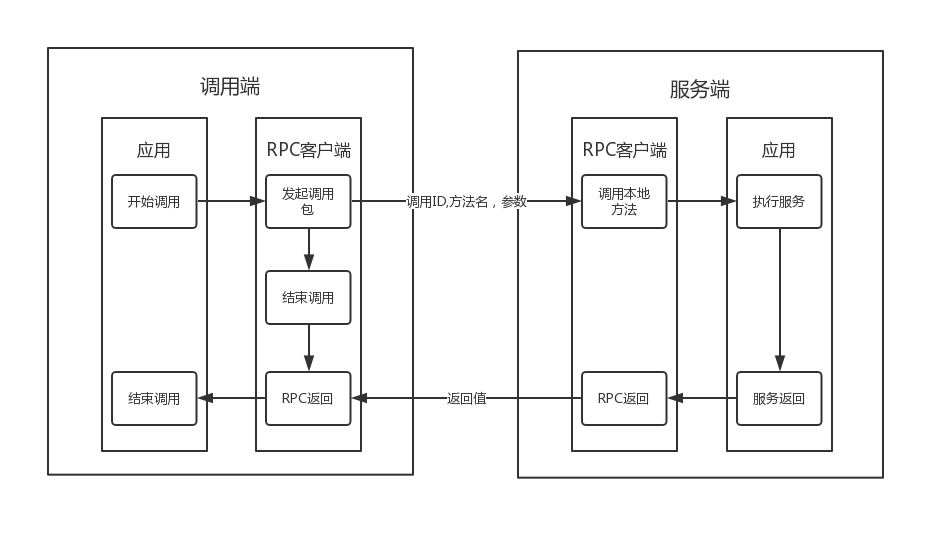 调用端
服务端
应用
RPC客户端
RPC客户端
应用
开始调用
发起调用
包
调用ID,方法名，参数
调用本地
方法
执行服务
结束调用
结束调用
RPC返回
返回值
RPC返回
服务返回